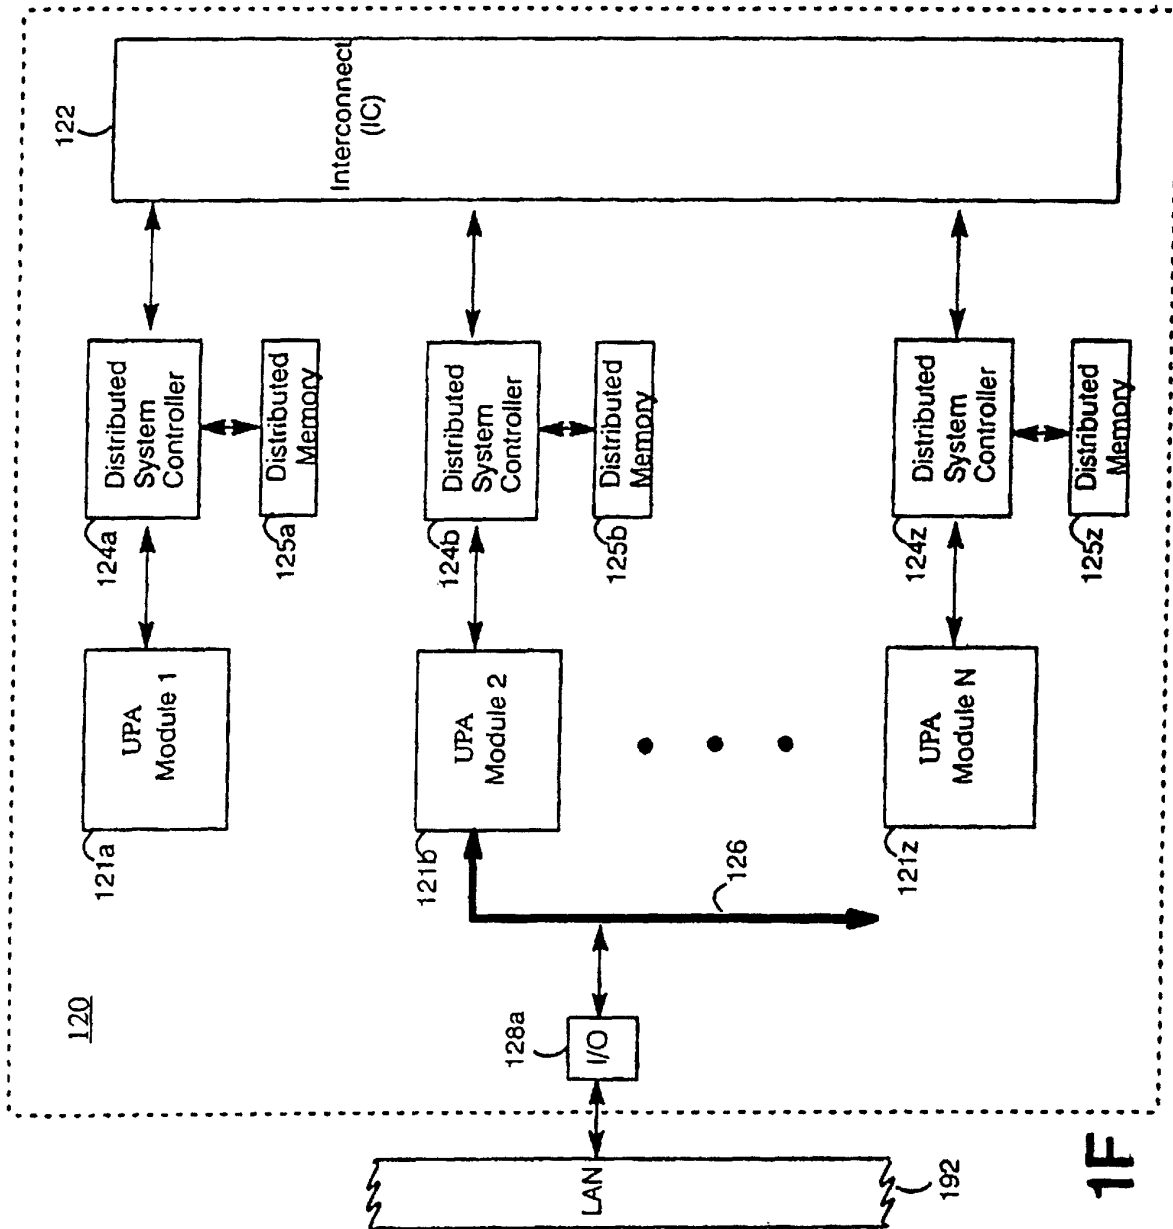 120
122
Interconnect
(IC)
Distributed
System
Controller
124a
Distributed
Memory
125a
Distributed
System
Controller
124b
Distributed
Memory
125b
Distributed
System
Controller
124z
Distributed
Memory
125z
UPA
Module 1
121a
UPA
Module 2
121b
UPA
Module N
121z
126
I/O
128a
LAN
192
1F